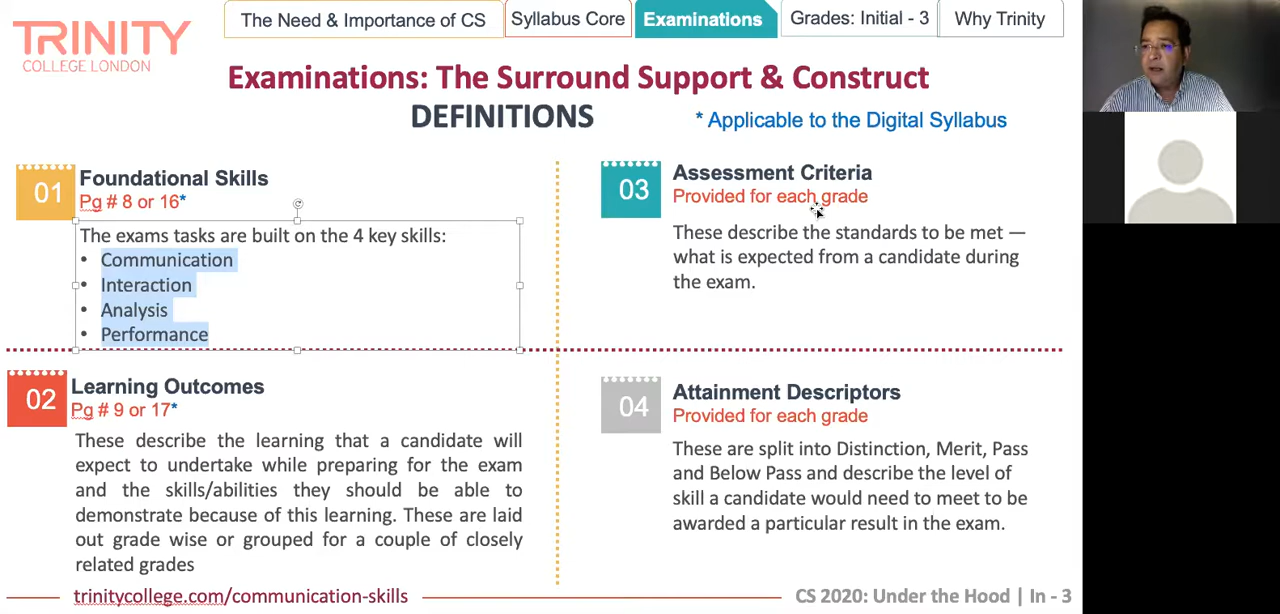 TRINITY
COLLEGE LONDON
The Need & Importance of CS
Syllabus Core
Examinations
Grades: Initial - 3
Why Trinity
Examinations: The Surround Support & Construct
DEFINITIONS
* Applicable to the Digital Syllabus
01
Foundational Skills
Pg # 8 or 16*
The exams tasks are built on the 4 key skills:
• Communication
• Interaction
• Analysis
• Performance
02
Learning Outcomes
Pg # 9 or 17*
These describe the learning that a candidate will
expect to undertake while preparing for the exam
and the skills/abilities they should be able to
demonstrate because of this learning. These are laid
out grade wise or grouped for a couple of closely
related grades
03
Assessment Criteria
Provided for each grade
These describe the standards to be met —
what is expected from a candidate during
the exam.
04
Attainment Descriptors
Provided for each grade
These are split into Distinction, Merit, Pass
and Below Pass and describe the level of
skill a candidate would need to meet to be
awarded a particular result in the exam.
trinitycollege.com/communication-skills
CS 2020: Under the Hood | In - 3